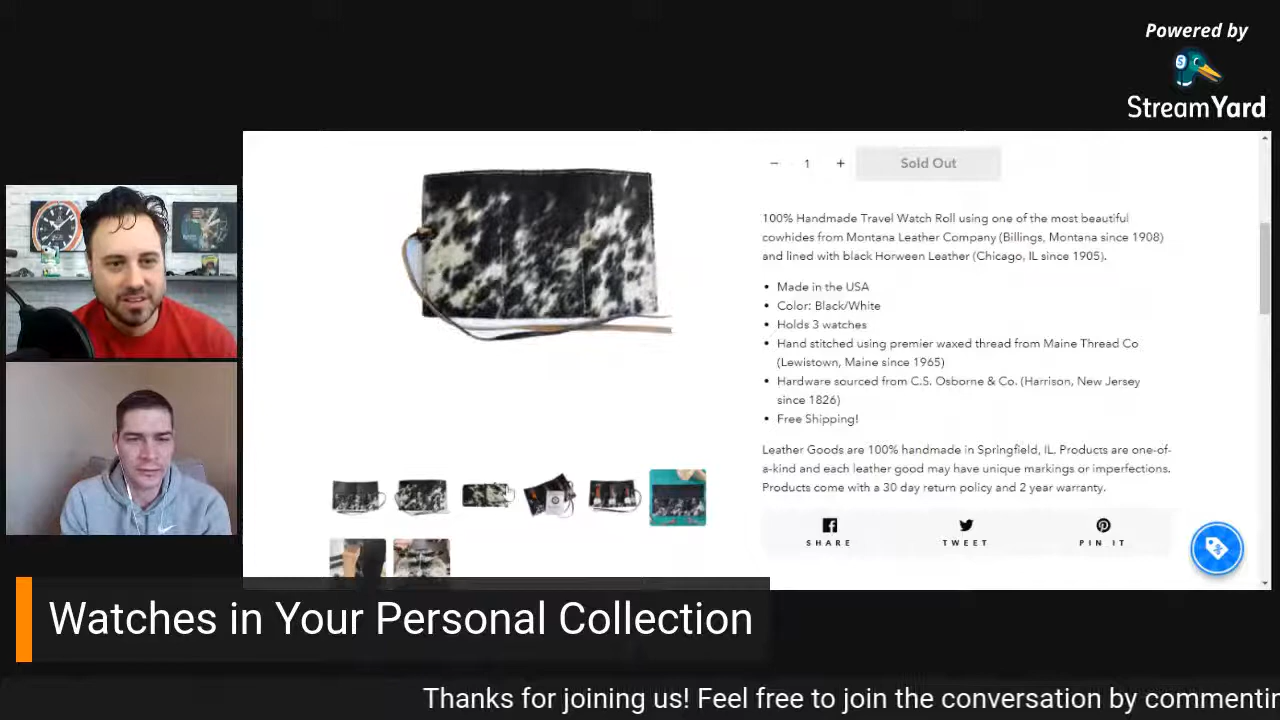 Powered by
StreamYard
1
Sold Out
100% Handmade Travel Watch Roll using one of the most beautiful
cowhides from Montana Leather Company (Billings, Montana since 1908)
and lined with black Horween Leather (Chicago, IL since 1905).
Made in the USA
Color: Black/White
Holds 3 watches
Hand stitched using premier waxed thread from Maine Thread Co
(Lewistown, Maine since 1965)
Hardware sourced from C.S. Osborne & Co. (Harrison, New Jersey
since 1826)
Free Shipping!
Leather Goods are 100% handmade in Springfield, IL. Products are one-of-
a-kind and each leather good may have unique markings or imperfections.
Products come with a 30 day return policy and 2 year warranty.
SHARE
TWEET
PIN IT
Watches in Your Personal Collection
Thanks for joining us! Feel free to join the conversation by commentin